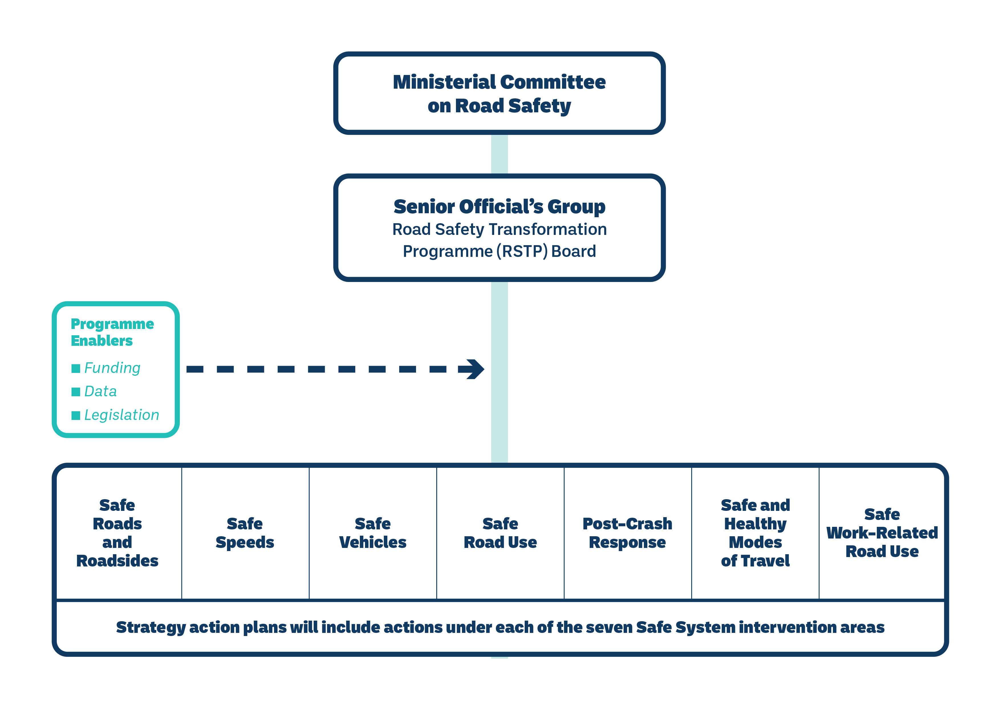 Ministerial Committee
on Road Safety
Senior Official’s Group
Road Safety Transformation
Programme (RSTP) Board
Programme
Enablers
Funding
Data
Legislation
Safe
Roads
and
Roadsides
Safe
Speeds
Safe
Vehicles
Safe
Road Use
Post-Crash
Response
Safe and
Healthy
Modes
of Travel
Safe
Work-Related
Road Use
Strategy action plans will include actions under each of the seven Safe System intervention areas